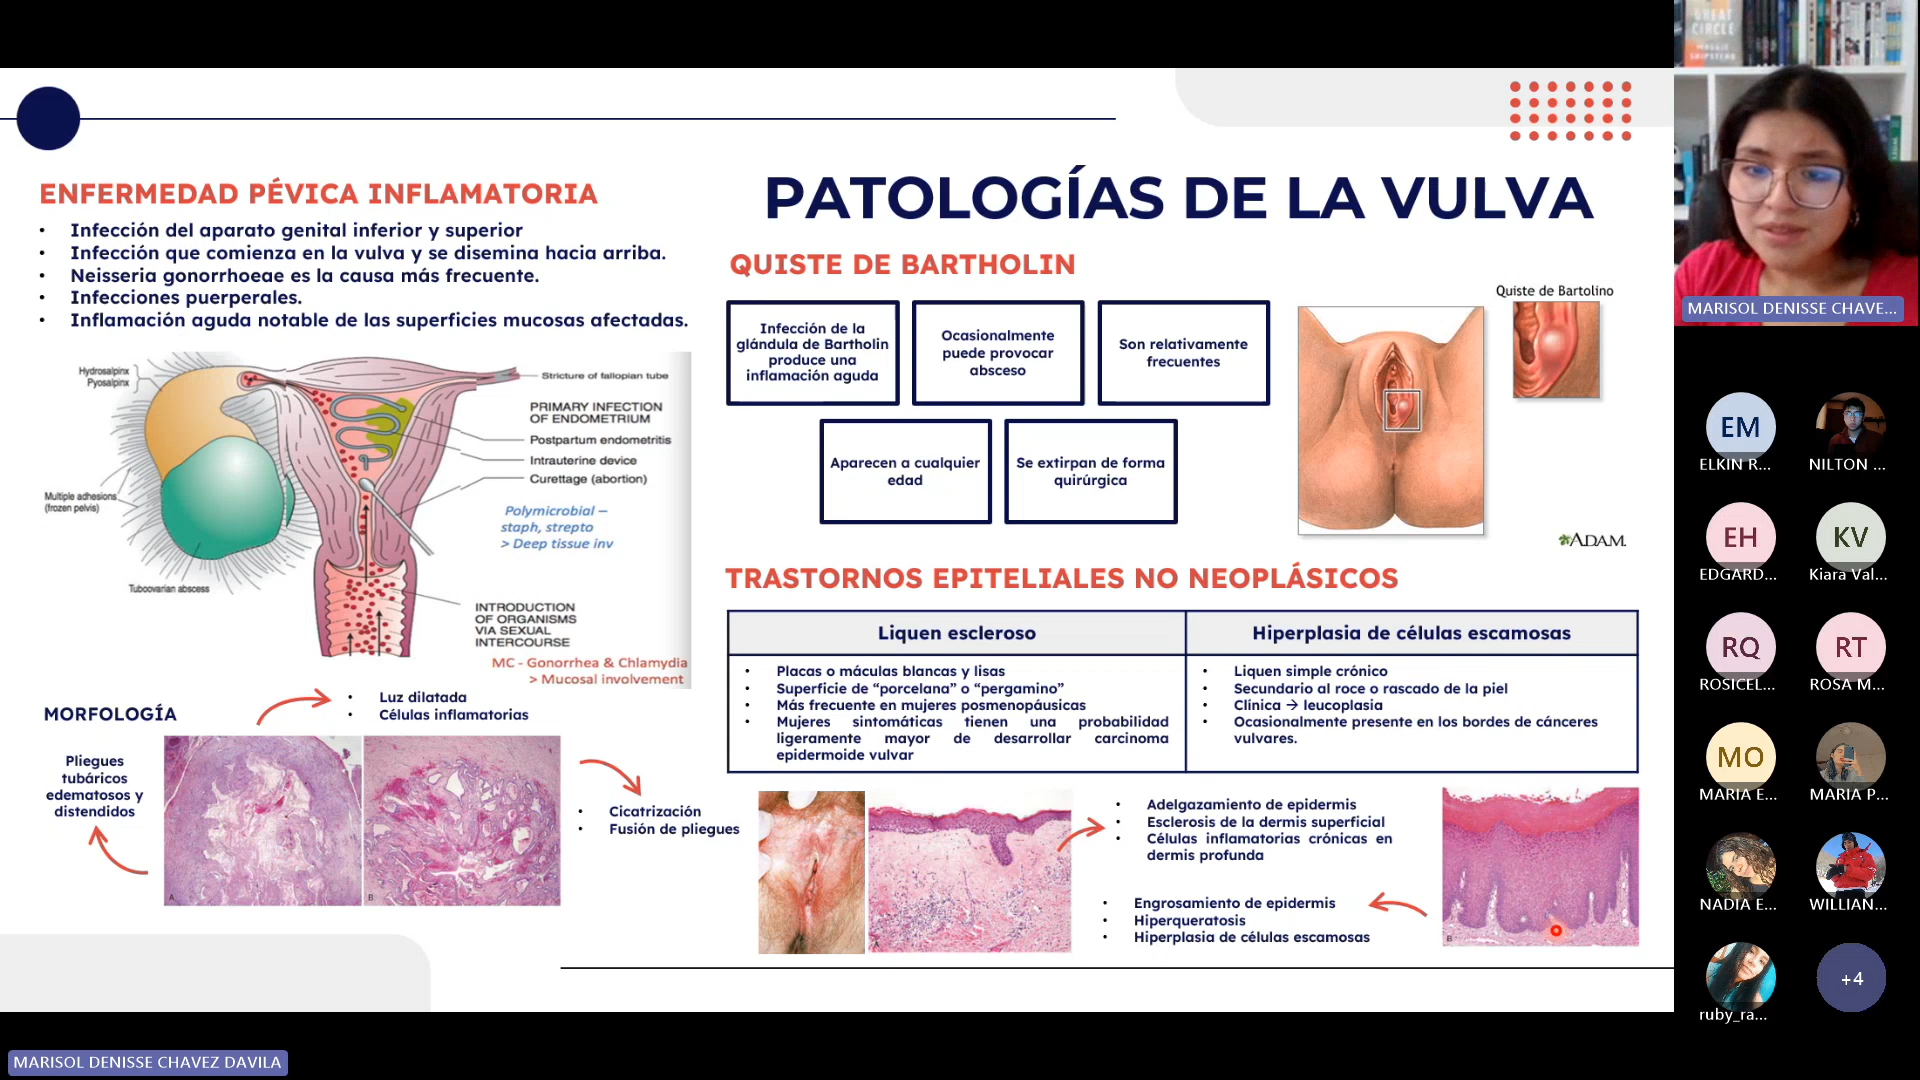 ENFERMEDAD PÉVICA INFLAMATORIA
• Infección del aparato genital inferior y superior
• Infección que comienza en la vulva y se disemina hacia arriba.
• Neisseria gonorrhoeae es la causa más frecuente.
• Infecciones puerperales.
• Inflamación aguda notable de las superficies mucosas afectadas.
Hydrosalpinx
Pyosalpinx
Stricture of fallopian tube
PRIMARY INFECTION
OF ENDOMETRIUM
Postpartum endometritis
Intrauterine device
Curettage (abortion)
Multiple adhesions
(frozen pelvis)
Polymicrobial –
staph, strepto
> Deep tissue inv
Tuboovarian abscess
INTRODUCTION
OF ORGANISMS
VIA SEXUAL
INTERCOURSE
MC - Gonorrhea & Chlamydia
> Mucosal involvement
MORFOLOGÍA
• Luz dilatada
• Células inflamatorias
Pliegues
tubáricos
edematosos y
distendidos
A
B
• Cicatrización
• Fusión de pliegues
PATOLOGÍAS DE LA VULVA
QUISTE DE BARTHOLIN
Infección de la
glándula de Bartholin
produce una
inflamación aguda
Ocasionalmente
puede provocar
absceso
Son relativamente
frecuentes
Aparecen a cualquier
edad
Se extirpan de forma
quirúrgica
Quiste de Bartolino
ADAM.
TRASTORNOS EPITELIALES NO NEOPLÁSICOS
Liquen escleroso
• Placas o máculas blancas y lisas
• Superficie de “porcelana” o “pergamino”
• Más frecuente en mujeres posmenopáusicas
• Mujeres sintomáticas tienen una probabilidad
ligeramente mayor de desarrollar carcinoma
epidermoide vulvar
Hiperplasia de células escamosas
• Liquen simple crónico
• Secundario al roce o rascado de la piel
• Clínica → leucoplasia
• Ocasionalmente presente en los bordes de cánceres
vulvares.
A
• Adelgazamiento de epidermis
• Esclerosis de la dermis superficial
• Células inflamatorias crónicas en
dermis profunda
• Engrosamiento de epidermis
• Hiperqueratosis
• Hiperplasia de células escamosas
B
GREAT
CIRCLE
MAGGIE
SHIPSTEAD
MARISOL DENISSE CHAVE...
EM
ELKIN R...
NILTON ...
EH
EDGARD...
KV
Kiara Val...
RQ
ROSICEL...
RT
ROSA M...
MO
MARIA E...
MARIA P...
NADIA E...
WILLIAN...
ruby_ra...
+4
MARISOL DENISSE CHAVEZ DAVILA